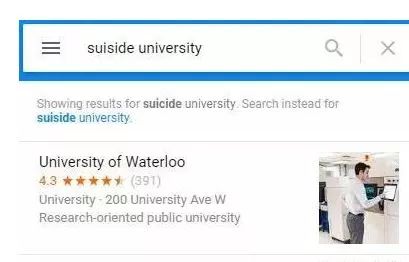 suiside university
Showing results for suicide university. Search instead for
suiside university.
University of Waterloo
4.3 ★★★★★ (391)
University · 200 University Ave W
Research-oriented public university